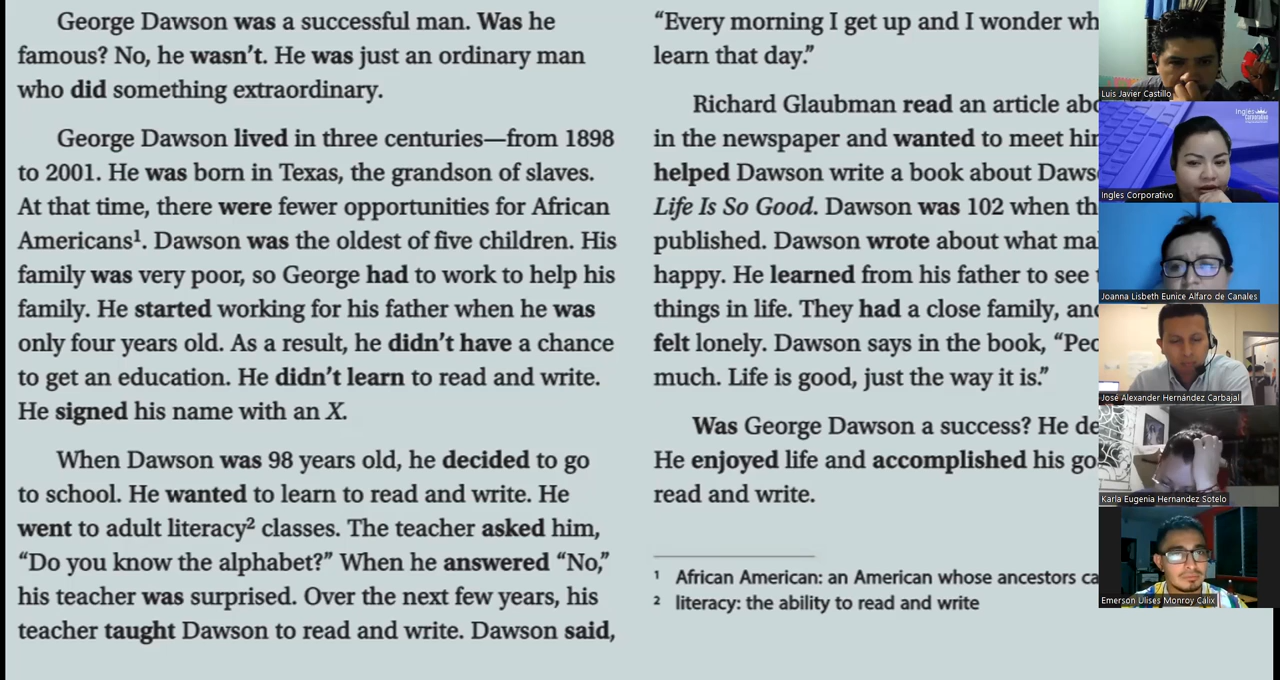 George Dawson was a successful man. Was he
famous? No, he wasn't. He was just an ordinary man
who did something extraordinary.
George Dawson lived in three centuries—from 1898
to 2001. He was born in Texas, the grandson of slaves.
At that time, there were fewer opportunities for African
Americans¹. Dawson was the oldest of five children. His
family was very poor, so George had to work to help his
family. He started working for his father when he was
only four years old. As a result, he didn't have a chance
to get an education. He didn't learn to read and write.
He signed his name with an X.
When Dawson was 98 years old, he decided to go
to school. He wanted to learn to read and write. He
went to adult literacy² classes. The teacher asked him,
"Do you know the alphabet?" When he answered "No,"
his teacher was surprised. Over the next few years, his
teacher taught Dawson to read and write. Dawson said,
"Every morning I get up and I wonder wh
learn that day."
Richard Glaubman read an article abo
in the newspaper and wanted to meet hi
helped Dawson write a book about Daws
Life Is So Good. Dawson was 102 when th
published. Dawson wrote about what ma
happy. He learned from his father to see
things in life. They had a close family, an
felt lonely. Dawson says in the book, "Peo
much. Life is good, just the way it is."
Was George Dawson a success? He de
He enjoyed life and accomplished his go
read and write.
¹ African American: an American whose ancestors ca
² literacy: the ability to read and write
Luis Javier Castillo
Ingles Corporativo
Ingles Corporativo
Joanna Lisbeth Eunice Alfaro de Canales
José Alexander Hernández Carbajal
Karla Eugenia Hernandez Sotelo
Emerson Ulises Monroy Cálix